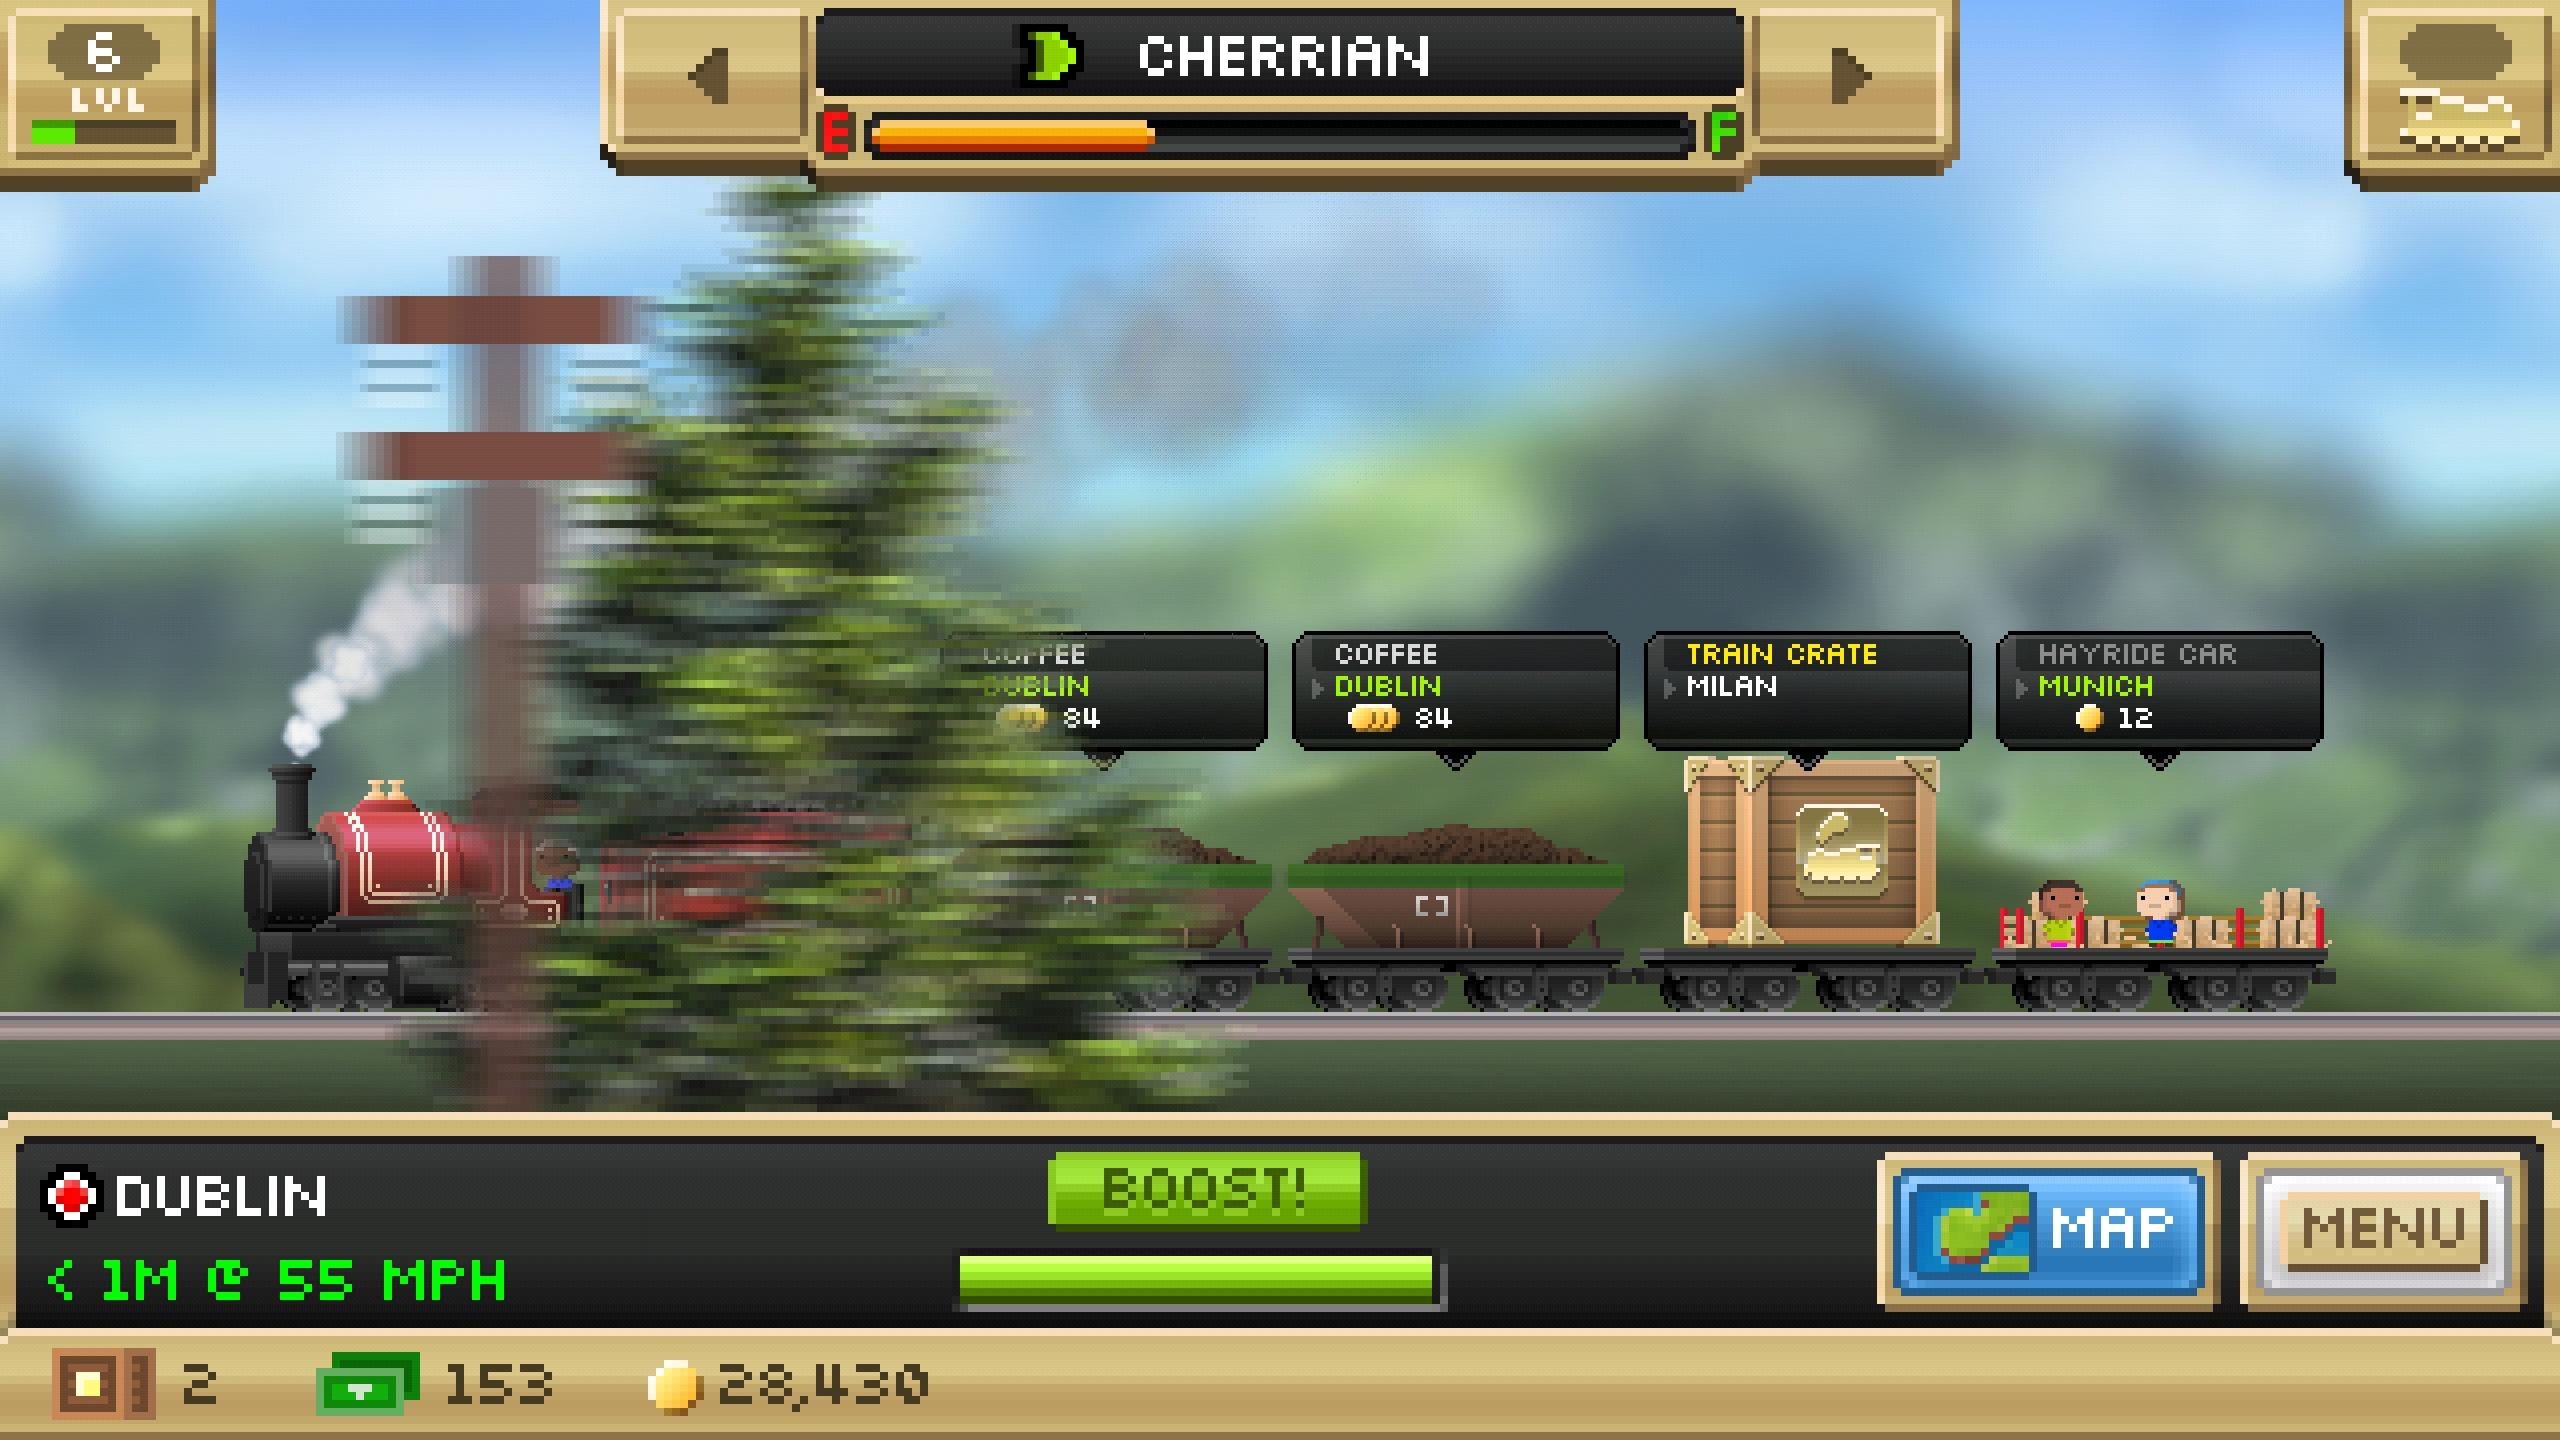 6
LVL
CHERRIAN
E
F
COFFEE
DUBLIN
84
COFFEE
DUBLIN
84
TRAIN CRATE
MILAN
HAYRIDE CAR
MUNICH
12
DUBLIN
< 1M @ 55 MPH
BOOST!
MAP
MENU
2
153
28,430